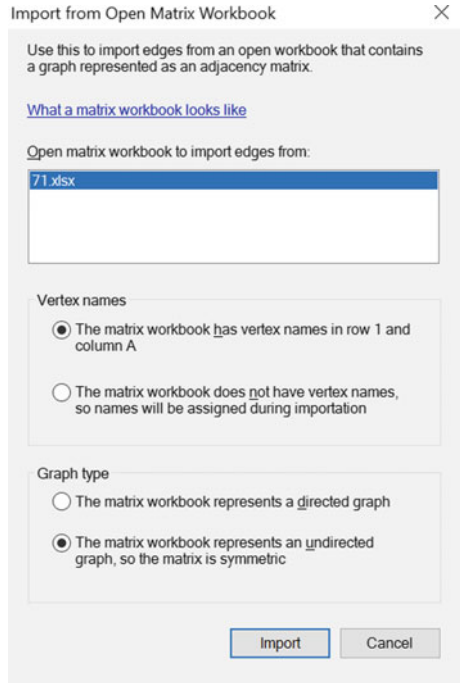 Import from Open Matrix Workbook
Use this to import edges from an open workbook that contains
a graph represented as an adjacency matrix.
What a matrix workbook looks like
Open matrix workbook to import edges from:
71.xlsx
Vertex names
The matrix workbook has vertex names in row 1 and
column A
The matrix workbook does not have vertex names,
so names will be assigned during importation
Graph type
The matrix workbook represents a directed graph
The matrix workbook represents an undirected
graph, so the matrix is symmetric
Import Cancel